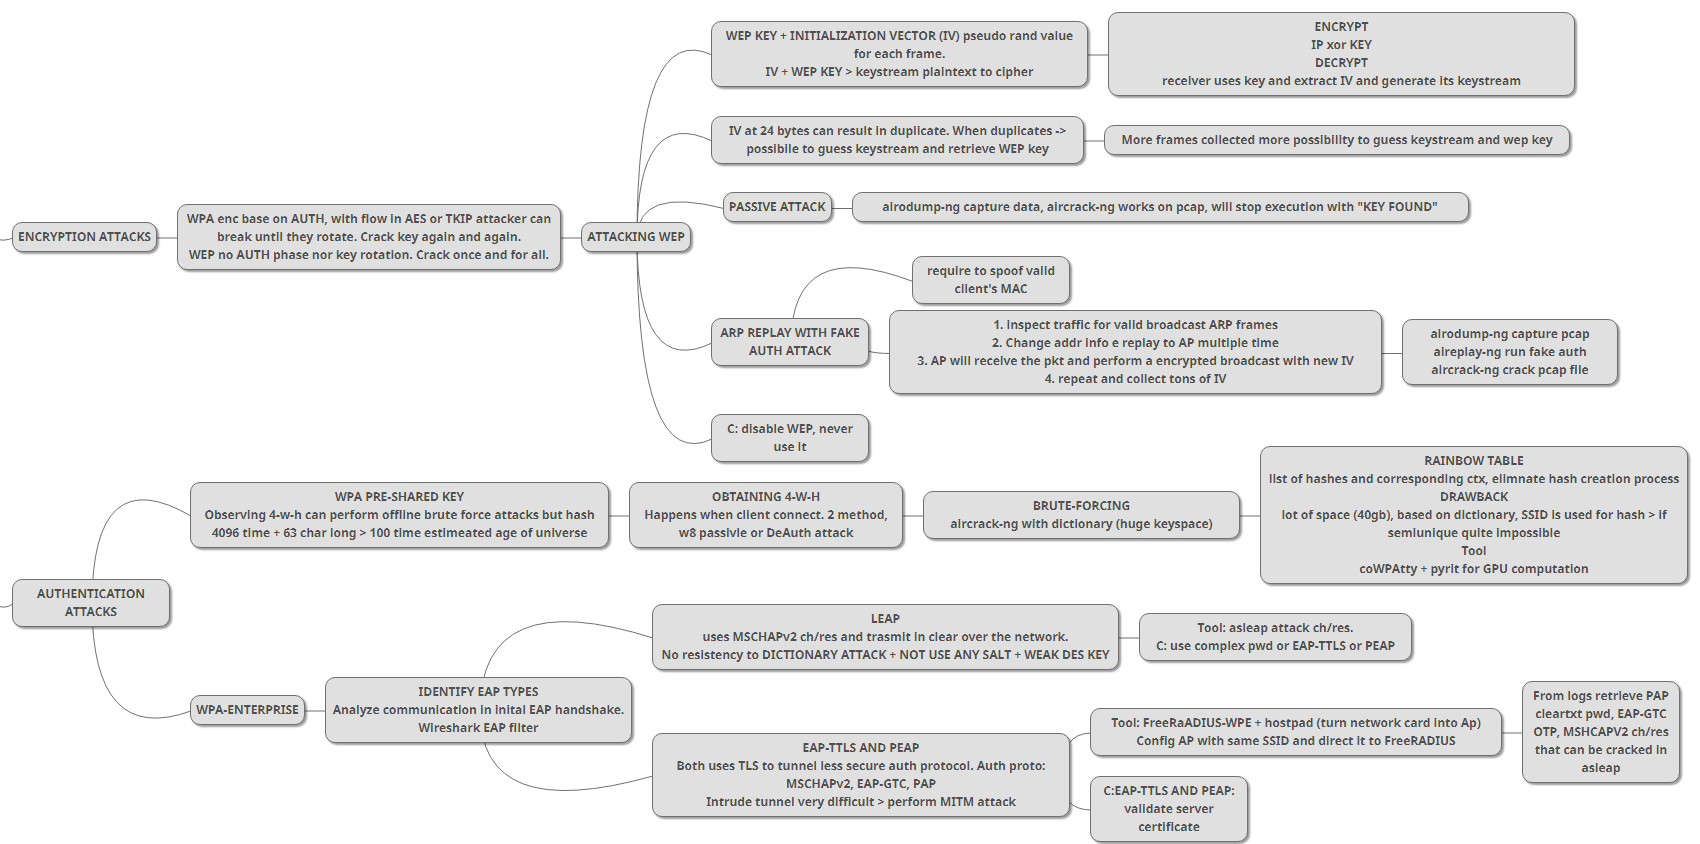 ENCRYPTION ATTACKS
WPA enc base on AUTH, with flow in AES or TKIP attacker can
break until they rotate. Crack key again and again.
WEP no AUTH phase nor key rotation. Crack once and for all.
ATTACKING WEP
WEP KEY + INITIALIZATION VECTOR (IV) pseudo rand value
for each frame.
IV + WEP KEY > keystream plaintext to cipher
ENCRYPT
IP xor KEY
DECRYPT
receiver uses key and extract IV and generate its keystream
IV at 24 bytes can result in duplicate. When duplicates ->
possiblle to guess keystream and retrieve WEP key
More frames collected more possibility to guess keystream and wep key
PASSIVE ATTACK
airodump-ng capture data, aircrack-ng works on pcap, will stop execution with "KEY FOUND"
ARP REPLAY WITH FAKE
AUTH ATTACK
require to spoof valid
client's MAC
1. inspect traffic for valid broadcast ARP frames
2. Change addr info e replay to AP multiple time
3. AP will receive the pkt and perform a encrypted broadcast with new IV
4. repeat and collect tons of IV
airodump-ng capture pcap
aireplay-ng run fake auth
aircrack-ng crack pcap file
C: disable WEP, never
use it
AUTHENTICATION
ATTACKS
WPA PRE-SHARED KEY
Observing 4-w-h can perform offline brute force attacks but hash
4096 time + 63 char long > 100 time estimeated age of universe
OBTAINING 4-W-H
Happens when client connect. 2 method,
w8 passivie or DeAuth attack
BRUTE-FORCING
aircrack-ng with dictionary (huge keyspace)
RAINBOW TABLE
list of hashes and corresponding ctx, elimnate hash creation process
DRAWBACK
lot of space (40gb), based on dictionary, SSID is used for hash > if
semiunique quite impossible
Tool
coWPAtty + pyrit for GPU computation
WPA-ENTERPRISE
IDENTIFY EAP TYPES
Analyze communication in inital EAP handshake.
Wireshark EAP filter
LEAP
uses MSCHAPv2 ch/res and trasmit in clear over the network.
No resistency to DICTIONARY ATTACK + NOT USE ANY SALT + WEAK DES KEY
Tool: asleap attack ch/res.
C: use complex pwd or EAP-TTLS or PEAP
EAP-TTLS AND PEAP
Both uses TLS to tunnel less secure auth protocol. Auth proto:
MSCHAPv2, EAP-GTC, PAP
Intrude tunnel very difficult > perform MITM attack
Tool: FreeRaADIUS-WPE + hostpad (turn network card into Ap)
Config AP with same SSID and direct it to FreeRADIUS
From logs retrieve PAP
cleartxt pwd, EAP-GTC
OTP, MSHCAPV2 ch/res
that can be cracked in
asleap
C:EAP-TTLS AND PEAP:
validate server
certificate